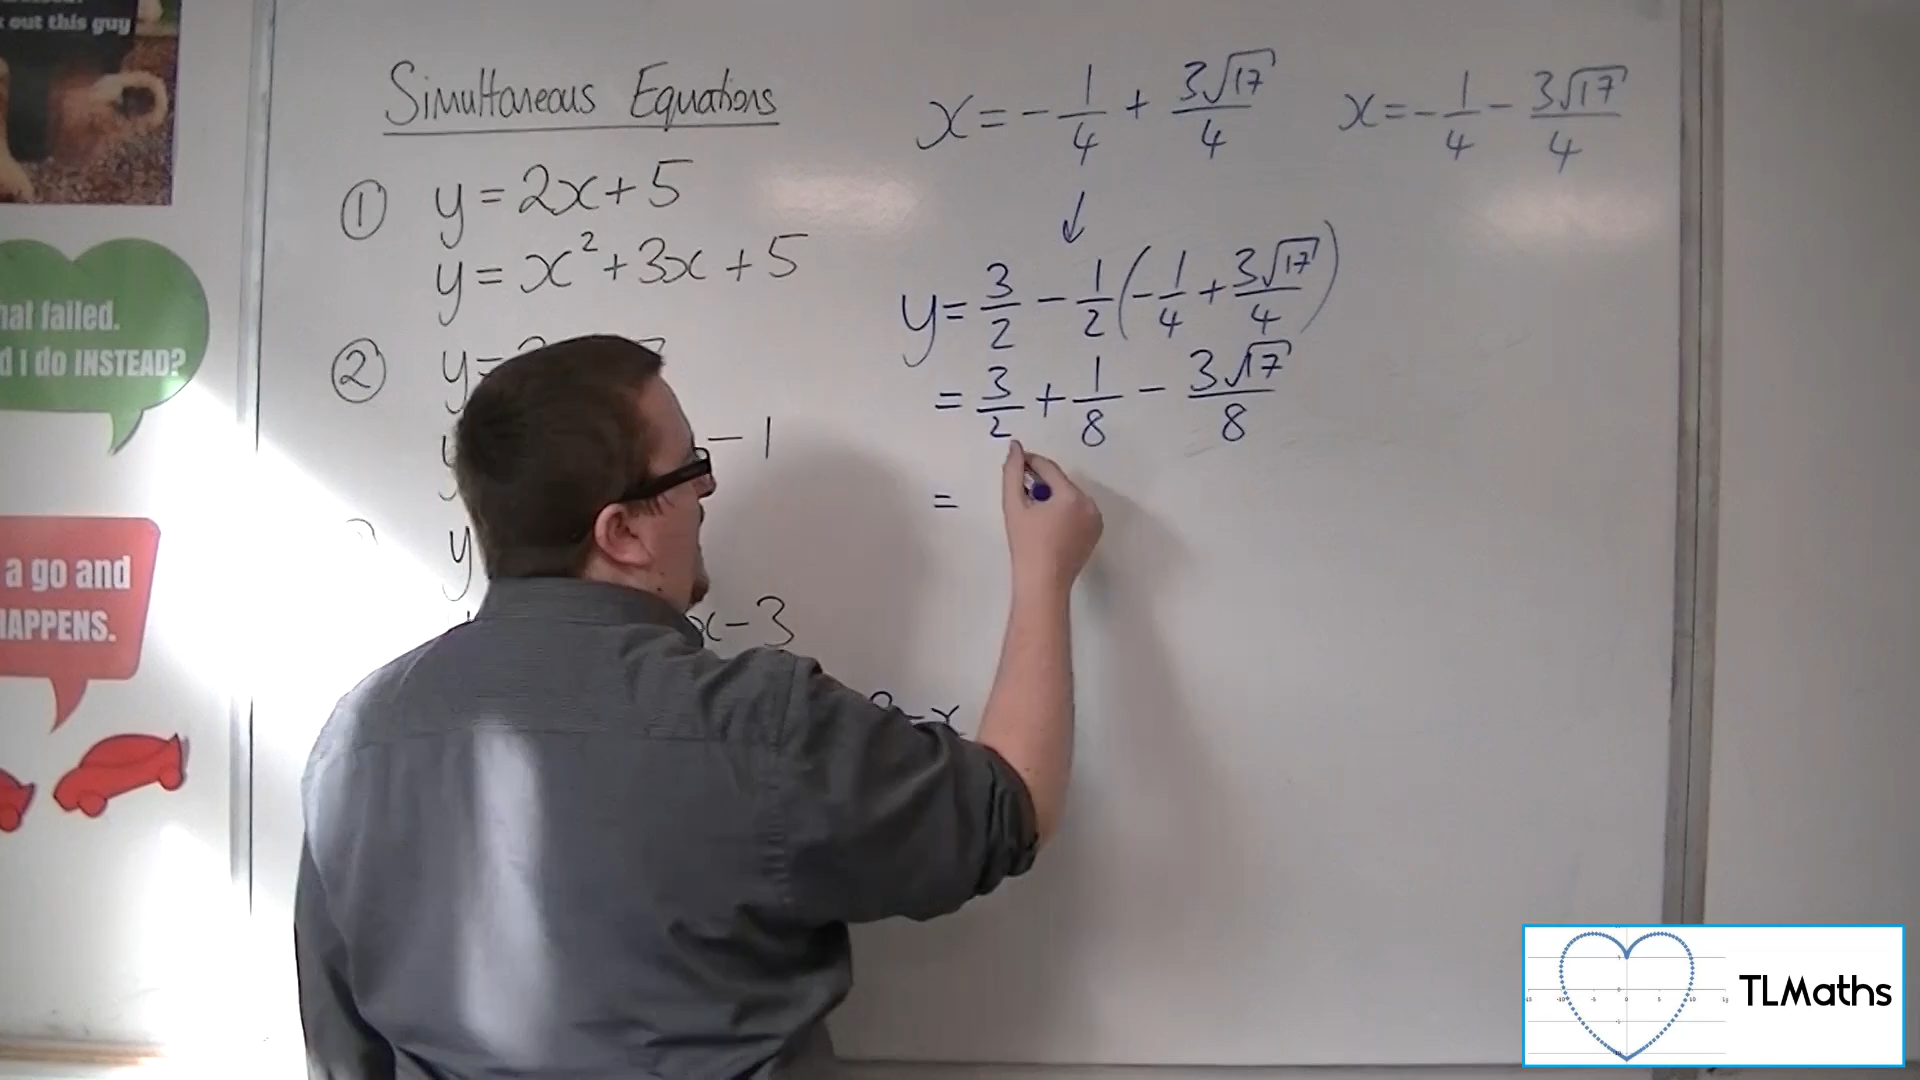 out this guy
hat failed.
d I do INSTEAD?
a go and
HAPPENS.
Simultaneous Equations
① y = 2x + 5
y = x² + 3x + 5
②
y =
- 1
y
x - 3
- x
x = -1/4 + 3√17/4
x = -1/4 - 3√17/4
↓
y = 3/2 - 1/2(-1/4 + 3√17/4)
= 3/2 + 1/8 - 3√17/8
=
TLMaths